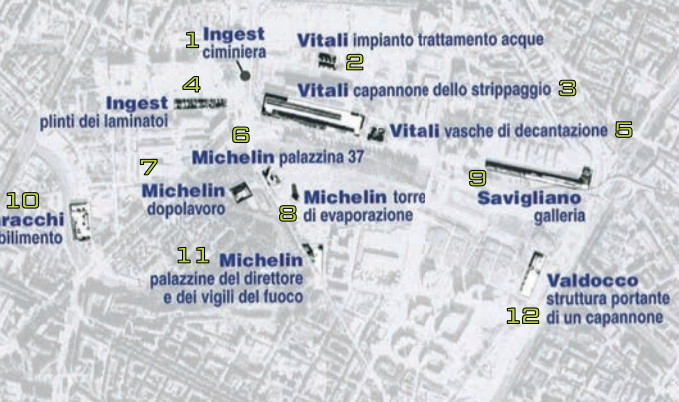 1 Ingest
ciminiera
Vitali impianto trattamento acque
2
4
Vitali capannone dello strippaggio 3
Ingest
plinti dei laminatoi
6
Vitali vasche di decantazione 5
7
Michelin palazzina 37
9
Michelin
dopolavoro
8 Michelin torre
di evaporazione
Savigliano
galleria
10
racchi
bilimento
11 Michelin
palazzine del direttore
e dei vigili del fuoco
Valdocco
struttura portante
12 di un capannone